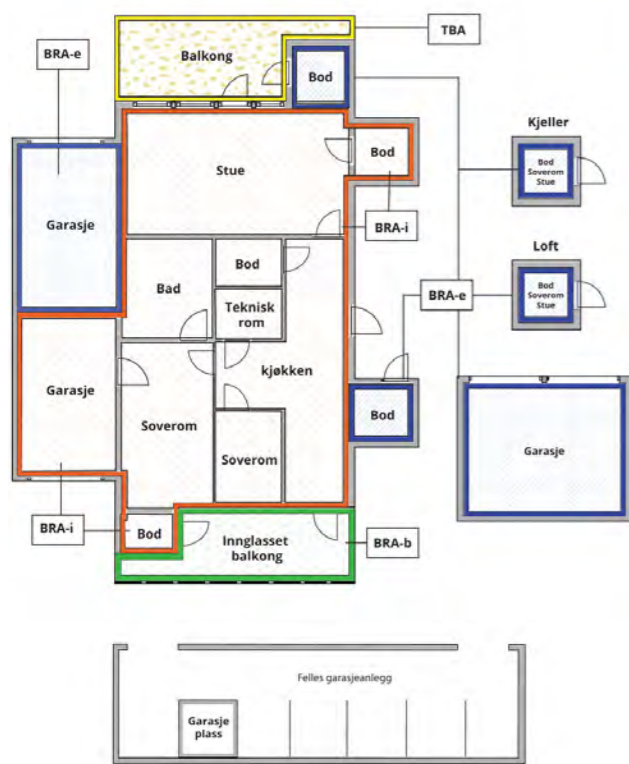 TBA
BRA-e
Balkong
Bod
Kjeller
Bod
Soverom
Stue
Stue
Bod
Garasje
BRA-i
Loft
Bod
Bad
Teknisk
rom
BRA-e
Bod
Soverom
Stue
Garasje
kjøkken
Soverom
Bod
Garasje
Soverom
BRA-i
Bod
Innglasset
balkong
BRA-b
Felles garasjeanlegg
Garasje
plass